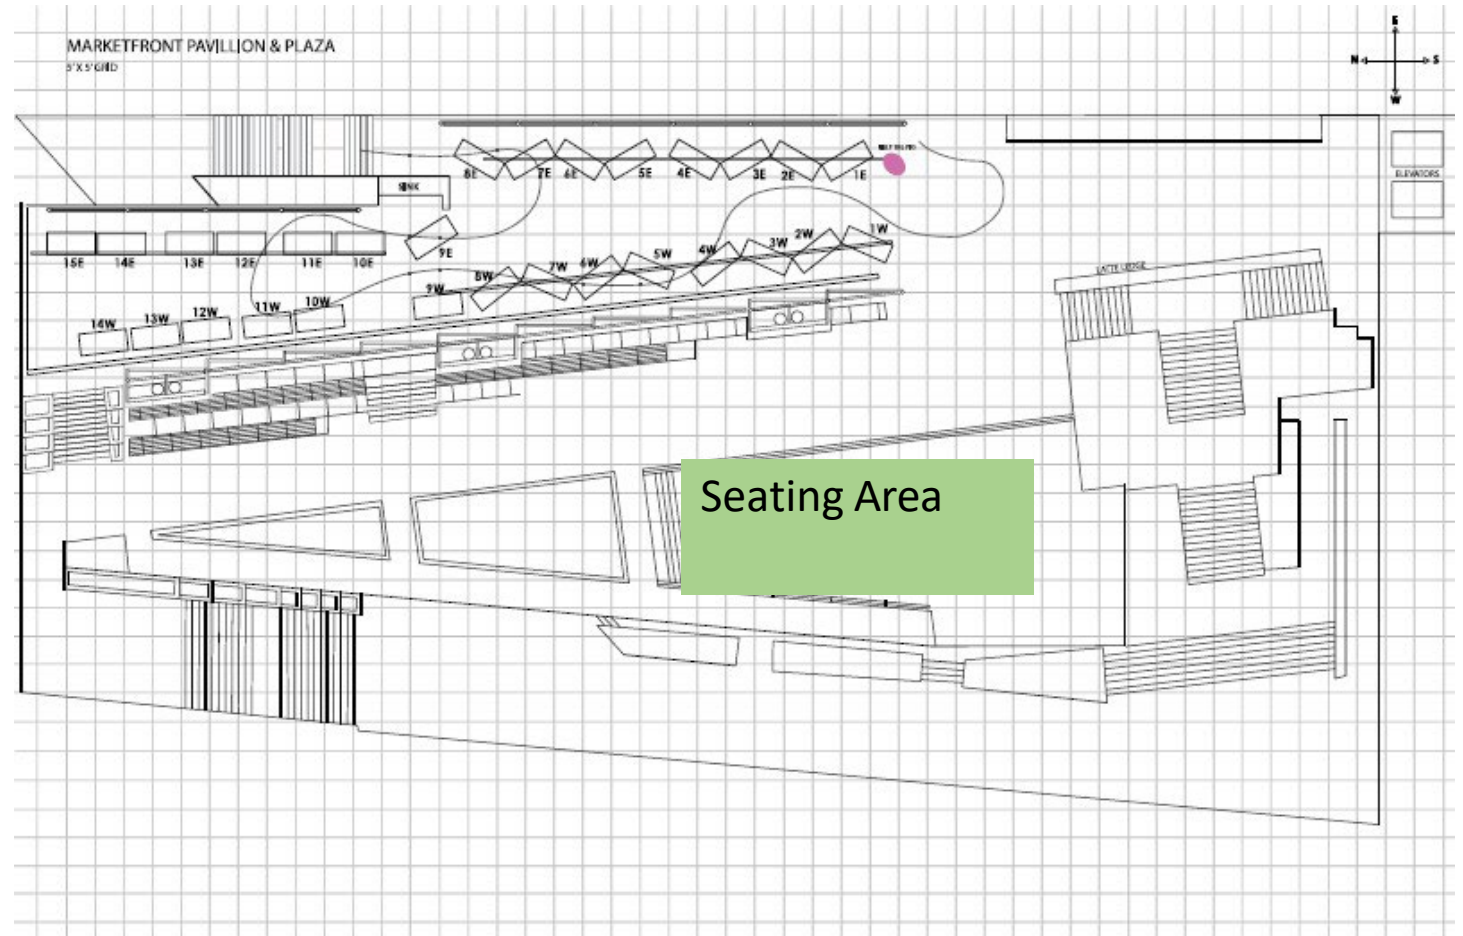 MARKETFRONT PAVILLION & PLAZA
5' X 5' GRID
E
N S
W
ELEVATORS
8E 7E 6E 5E 4E 3E 2E 1E
SINK
9E
15E 14E 13E 12E 11E 10E
1W
2W
3W
4W
5W
6W
7W
8W
9W
10W
11W
12W
13W
14W
LATTE LEDGE
Seating Area